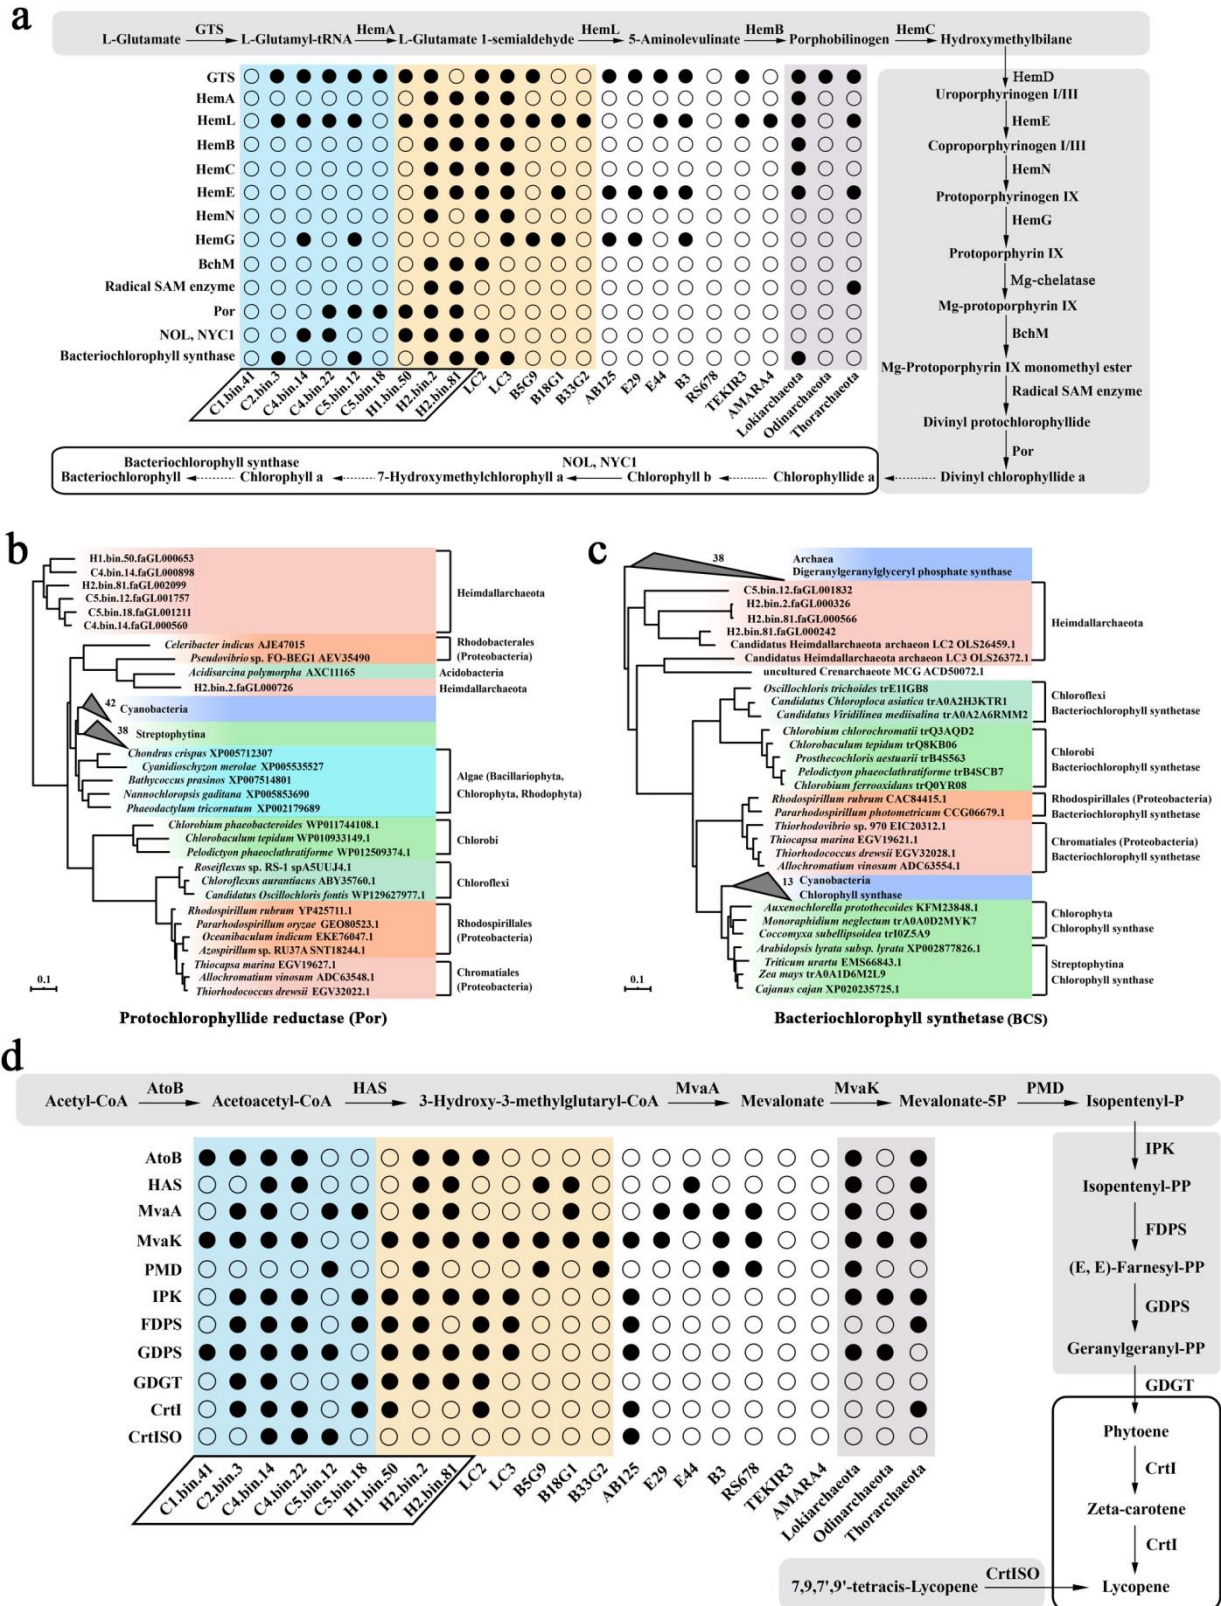 a
L-Glutamate GTS L-Glutamyl-tRNA HemA L-Glutamate 1-semialdehyde HemL 5-Aminolevulinate HemB Porphobilinogen HemC Hydroxymethylbilane
GTS
HemA
HemL
HemB
HemC
HemE
HemN
HemG
BchM
Radical SAM enzyme
Por
NOL, NYC1
Bacteriochlorophyll synthase
C1.bin.41
C2.bin.3
C4.bin.14
C4.bin.22
C5.bin.12
C5.bin.18
H1.bin.50
H2.bin.2
H2.bin.81
LC2
LC3
B5G9
B18G1
B33G2
AB125
E29
E44
B3
RS678
TEKIR3
AMARA4
Lokiarchaeota
Odinarchaeota
Thorarchaeota
HemD
Uroporphyrinogen I/III
HemE
Coproporphyrinogen I/III
HemN
Protoporphyrinogen IX
HemG
Protoporphyrin IX
Mg-chelatase
Mg-protoporphyrin IX
BchM
Mg-Protoporphyrin IX monomethyl ester
Radical SAM enzyme
Divinyl protochlorophyllide
Por
Divinyl chlorophyllide a
Bacteriochlorophyll synthase NOL, NYC1
Bacteriochlorophyll Chlorophyll a 7-Hydroxymethylchlorophyll a Chlorophyll b Chlorophyllide a
b
H1.bin.50.faGL000653
C4.bin.14.faGL000898
H2.bin.81.faGL002099
C5.bin.12.faGL001757
C5.bin.18.faGL001211
C4.bin.14.faGL000560
Heimdallarchaeota
Celeribacter indicus AJE47015
Pseudovibrio sp. FO-BEG1 AEV35490
Rhodobacterales
(Proteobacteria)
Acidisarcina polymorpha AXC11165
Acidobacteria
H2.bin.2.faGL000726
Heimdallarchaeota
42 Cyanobacteria
38 Streptophytina
Chondrus crispus XP005712307
Cyanidioschyzon merolae XP005535527
Bathycoccus prasinos XP007514801
Nannochloropsis gaditana XP005853690
Phaeodactylum tricornutum XP002179689
Algae (Bacillariophyta,
Chlorophyta, Rhodophyta)
Chlorobium phaeobacteroides WP011744108.1
Chlorobaculum tepidum WP010933149.1
Pelodictyon phaeoclathratiforme WP012509374.1
Chlorobi
Roseiflexus sp. RS-1 spA5UUJ4.1
Chloroflexus aurantiacus ABY35760.1
Candidatus Oscillochloris fontis WP129627977.1
Chloroflexi
Rhodospirillum rubrum YP425711.1
Pararhodospirillum oryzae GEO80523.1
Oceanibaculum indicum EKE76047.1
Azospirillum sp. RU37A SNT18244.1
Rhodospirillales
(Proteobacteria)
Thiocapsa marina EGV19627.1
Allochromatium vinosum ADC63548.1
Thiorhodococcus drewsii EGV32022.1
Chromatiales
(Proteobacteria)
0.1
Protochlorophyllide reductase (Por)
c
38
Archaea
Digeranylgeranylglyceryl phosphate synthase
C5.bin.12.faGL001832
H2.bin.2.faGL000326
H2.bin.81.faGL000566
H2.bin.81.faGL000242
Candidatus Heimdallarchaeota archaeon LC2 OLS26459.1
Candidatus Heimdallarchaeota archaeon LC3 OLS26372.1
Heimdallarchaeota
uncultured Crenarchaeote MCG ACD50072.1
Oscillochloris trichoides trE1IGB8
Candidatus Chloroploca asiatica trA0A2H3KTR1
Candidatus Viridilinea mediisalina trA0A2A6RMM2
Chloroflexi
Bacteriochlorophyll synthetase
Chlorobium chlorochromatii trQ3AQD2
Chlorobaculum tepidum trQ8KB06
Prosthecochloris aestuarii trB4S563
Pelodictyon phaeoclathratiforme trB4SCB7
Chlorobium ferrooxidans trQ0YR08
Chlorobi
Bacteriochlorophyll synthetase
Rhodospirillum rubrum CAC84415.1
Pararhodospirillum photometricum CCG06679.1
Rhodospirillales (Proteobacteria)
Bacteriochlorophyll synthetase
Thiorhodovibrio sp. 970 EIC20312.1
Thiocapsa marina EGV19621.1
Thiorhodococcus drewsii EGV32028.1
Allochromatium vinosum ADC63554.1
Chromatiales (Proteobacteria)
Bacteriochlorophyll synthetase
13
Cyanobacteria
Chlorophyll synthase
Auxenochlorella protothecoides KFM23848.1
Monoraphidium neglectum trA0A0D2MYK7
Coccomyxa subellipsoidea trI0Z5A9
Chlorophyta
Chlorophyll synthase
Arabidopsis lyrata subsp. lyrata XP002877826.1
Triticum urartu EMS66843.1
Zea mays trA0A1D6M2L9
Cajanus cajan XP020235725.1
Streptophytina
Chlorophyll synthase
0.1
Bacteriochlorophyll synthetase (BCS)
d
Acetyl-CoA AtoB Acetoacetyl-CoA HAS 3-Hydroxy-3-methylglutaryl-CoA MvaA Mevalonate MvaK Mevalonate-5P PMD Isopentenyl-P
AtoB
HAS
MvaA
MvaK
PMD
IPK
FDPS
GDPS
GDGT
CrtI
CrtISO
C1.bin.41
C2.bin.3
C4.bin.14
C4.bin.22
C5.bin.12
C5.bin.18
H1.bin.50
H2.bin.2
H2.bin.81
LC2
LC3
B5G9
B18G1
B33G2
AB125
E29
E44
B3
RS678
TEKIR3
AMARA4
Lokiarchaeota
Odinarchaeota
Thorarchaeota
IPK
Isopentenyl-PP
FDPS
(E, E)-Farnesyl-PP
GDPS
Geranylgeranyl-PP
GDGT
Phytoene
CrtI
Zeta-carotene
CrtI
7,9,7',9'-tetracis-Lycopene CrtISO Lycopene